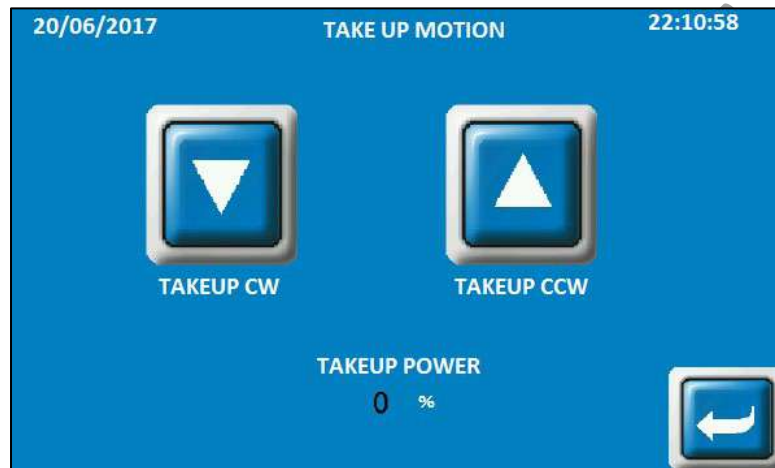 20/06/2017 TAKE UP MOTION 22:10:58
TAKEUP CW TAKEUP CCW
TAKEUP POWER
0 %